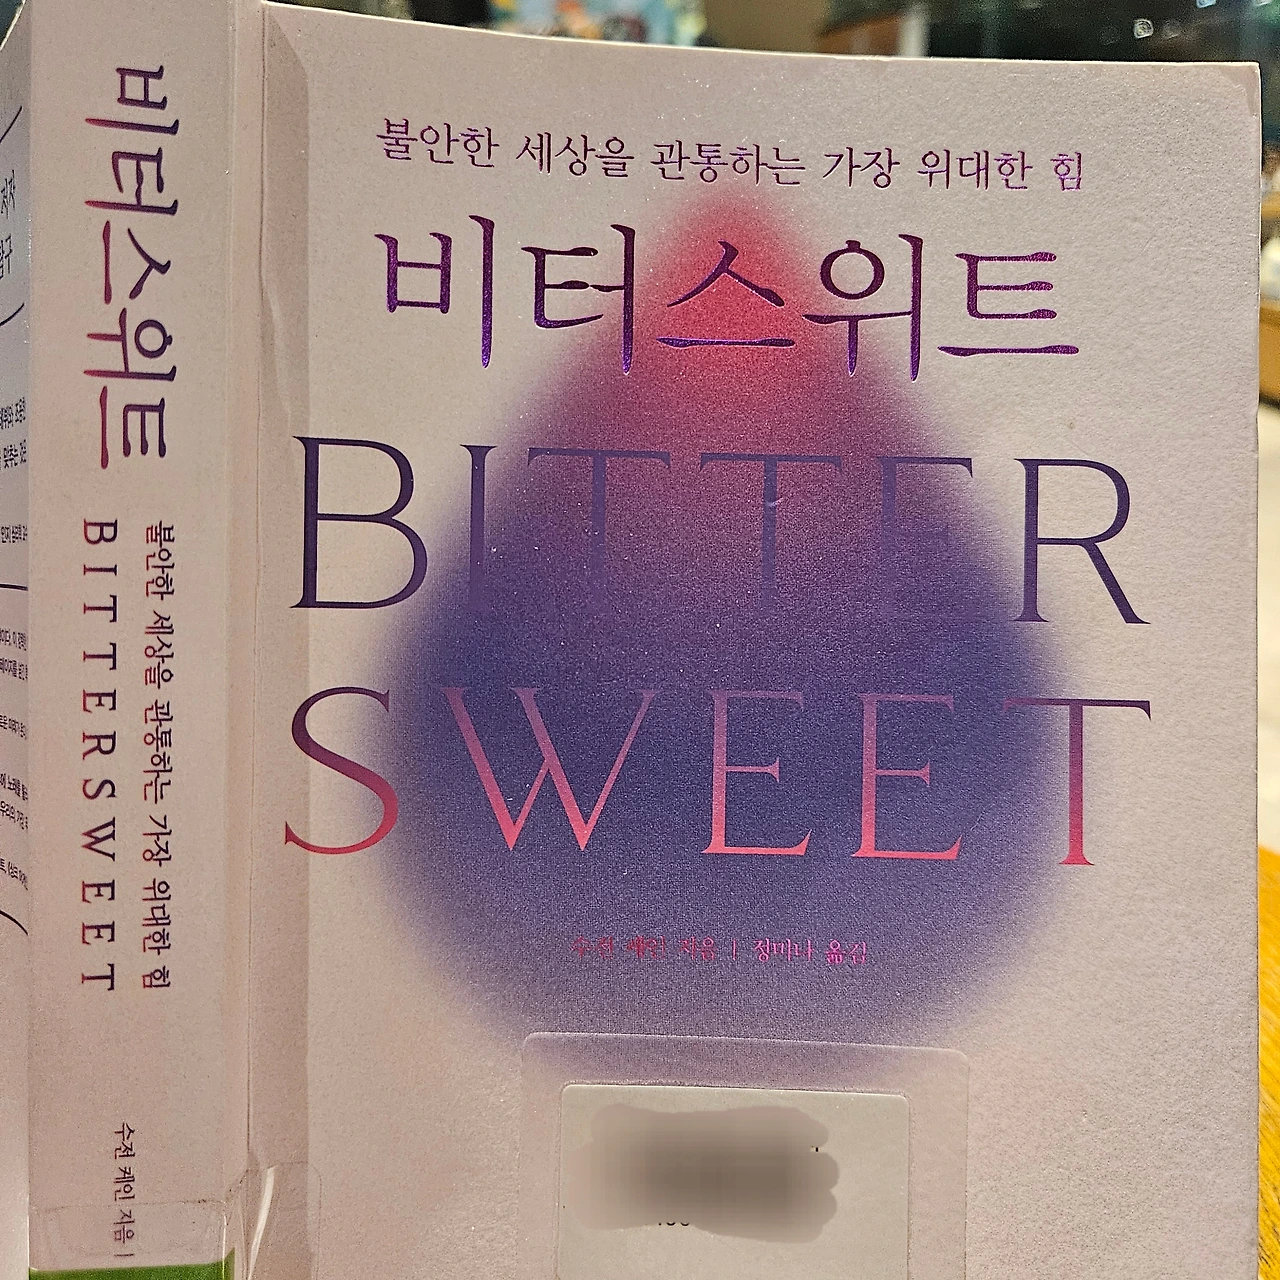 비터스위트
불안한 세상을 관통하는 가장 위대한 힘
BITTERSWEET
수전 케인 지음 |
불안한 세상을 관통하는 가장 위대한 힘
비터스위트
BITTER
SWEET
수전 케인 지음 | 정미나 옮김